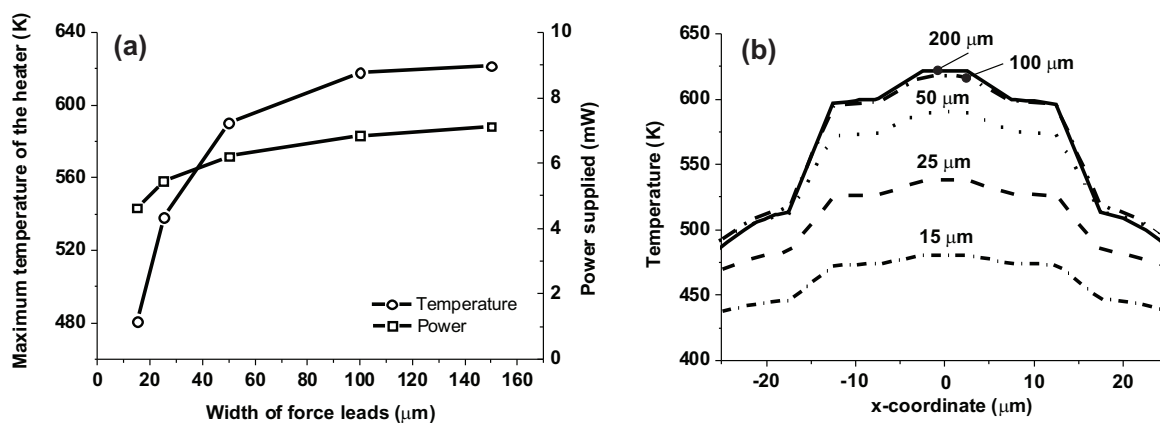 (a)
Maximum temperature of the heater (K)
640
600
560
520
480
10
8
6
4
2
0
Power supplied (mW)
Temperature
Power
0 20 40 60 80 100 120 140 160
Width of force leads (μm)
(b)
Temperature (K)
650
600
550
500
450
400
200 μm
100 μm
50 μm
25 μm
15 μm
-20 -10 0 10 20
x-coordinate (μm)